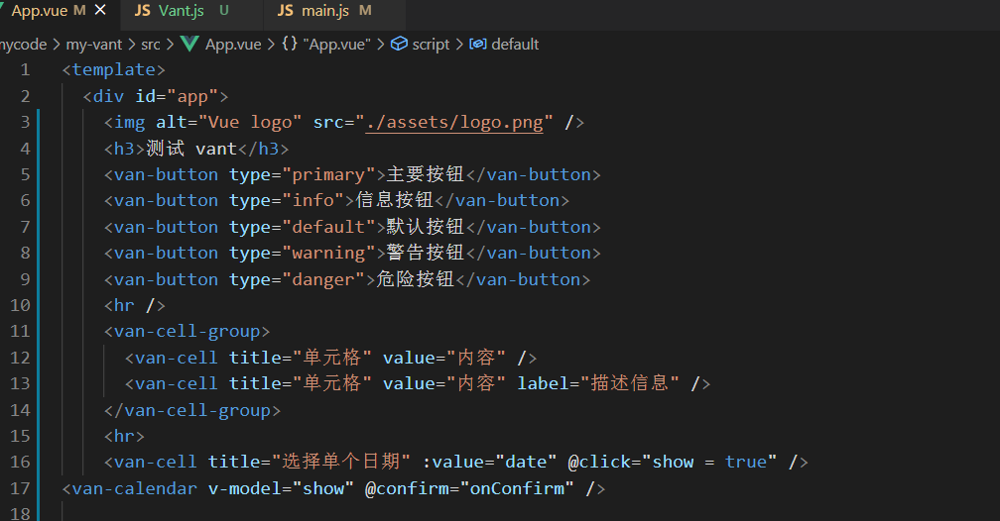 App.vue M × JS Vant.js U JS main.js M
mycode > my-vant > src > App.vue > {} "App.vue" > script > default
1 <template>
2 <div id="app">
3 <img alt="Vue logo" src="./assets/logo.png" />
4 <h3>测试 vant</h3>
5 <van-button type="primary">主要按钮</van-button>
6 <van-button type="info">信息按钮</van-button>
7 <van-button type="default">默认按钮</van-button>
8 <van-button type="warning">警告按钮</van-button>
9 <van-button type="danger">危险按钮</van-button>
10 <hr />
11 <van-cell-group>
12 <van-cell title="单元格" value="内容" />
13 <van-cell title="单元格" value="内容" label="描述信息" />
14 </van-cell-group>
15 <hr>
16 <van-cell title="选择单个日期" :value="date" @click="show = true" />
17 <van-calendar v-model="show" @confirm="onConfirm" />
18